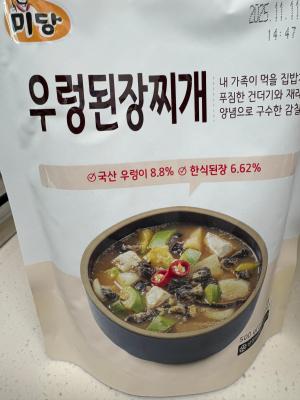 2025.11.11
14:47
미당
우렁된장찌개
내 가족이 먹을 집밥
푸짐한 건더기와 재
양념으로 구수한 감
국산 우렁이 8.8% 한식된장 6.62%
500